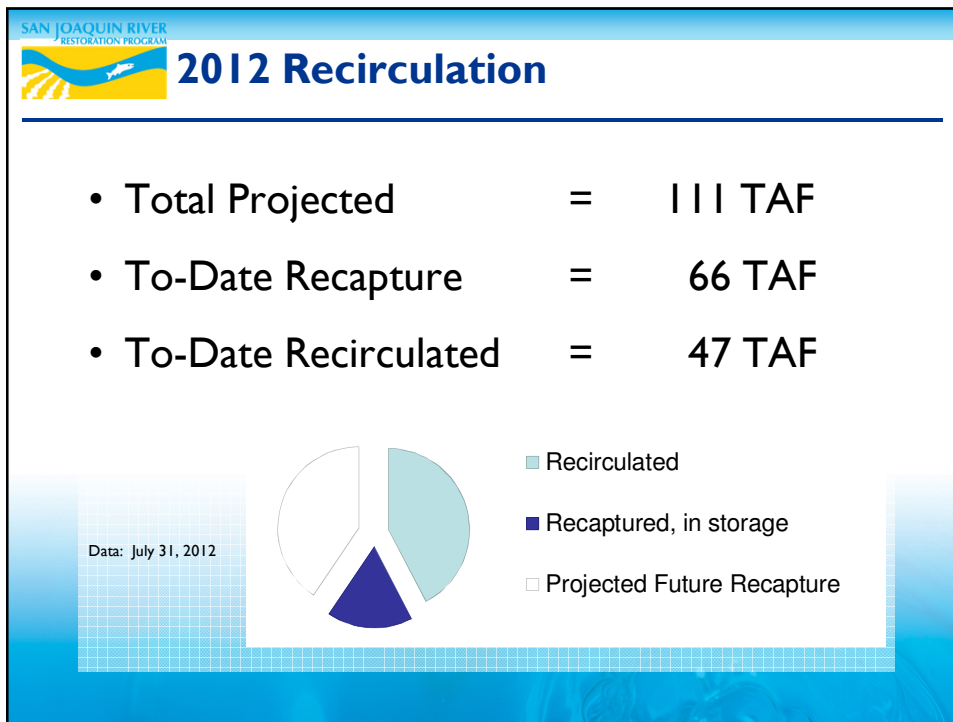 SAN JOAQUIN RIVER
RESTORATION PROGRAM
2012 Recirculation
• Total Projected = 111 TAF
• To-Date Recapture = 66 TAF
• To-Date Recirculated = 47 TAF
Recirculated
Recaptured, in storage
Data: July 31, 2012
Projected Future Recapture